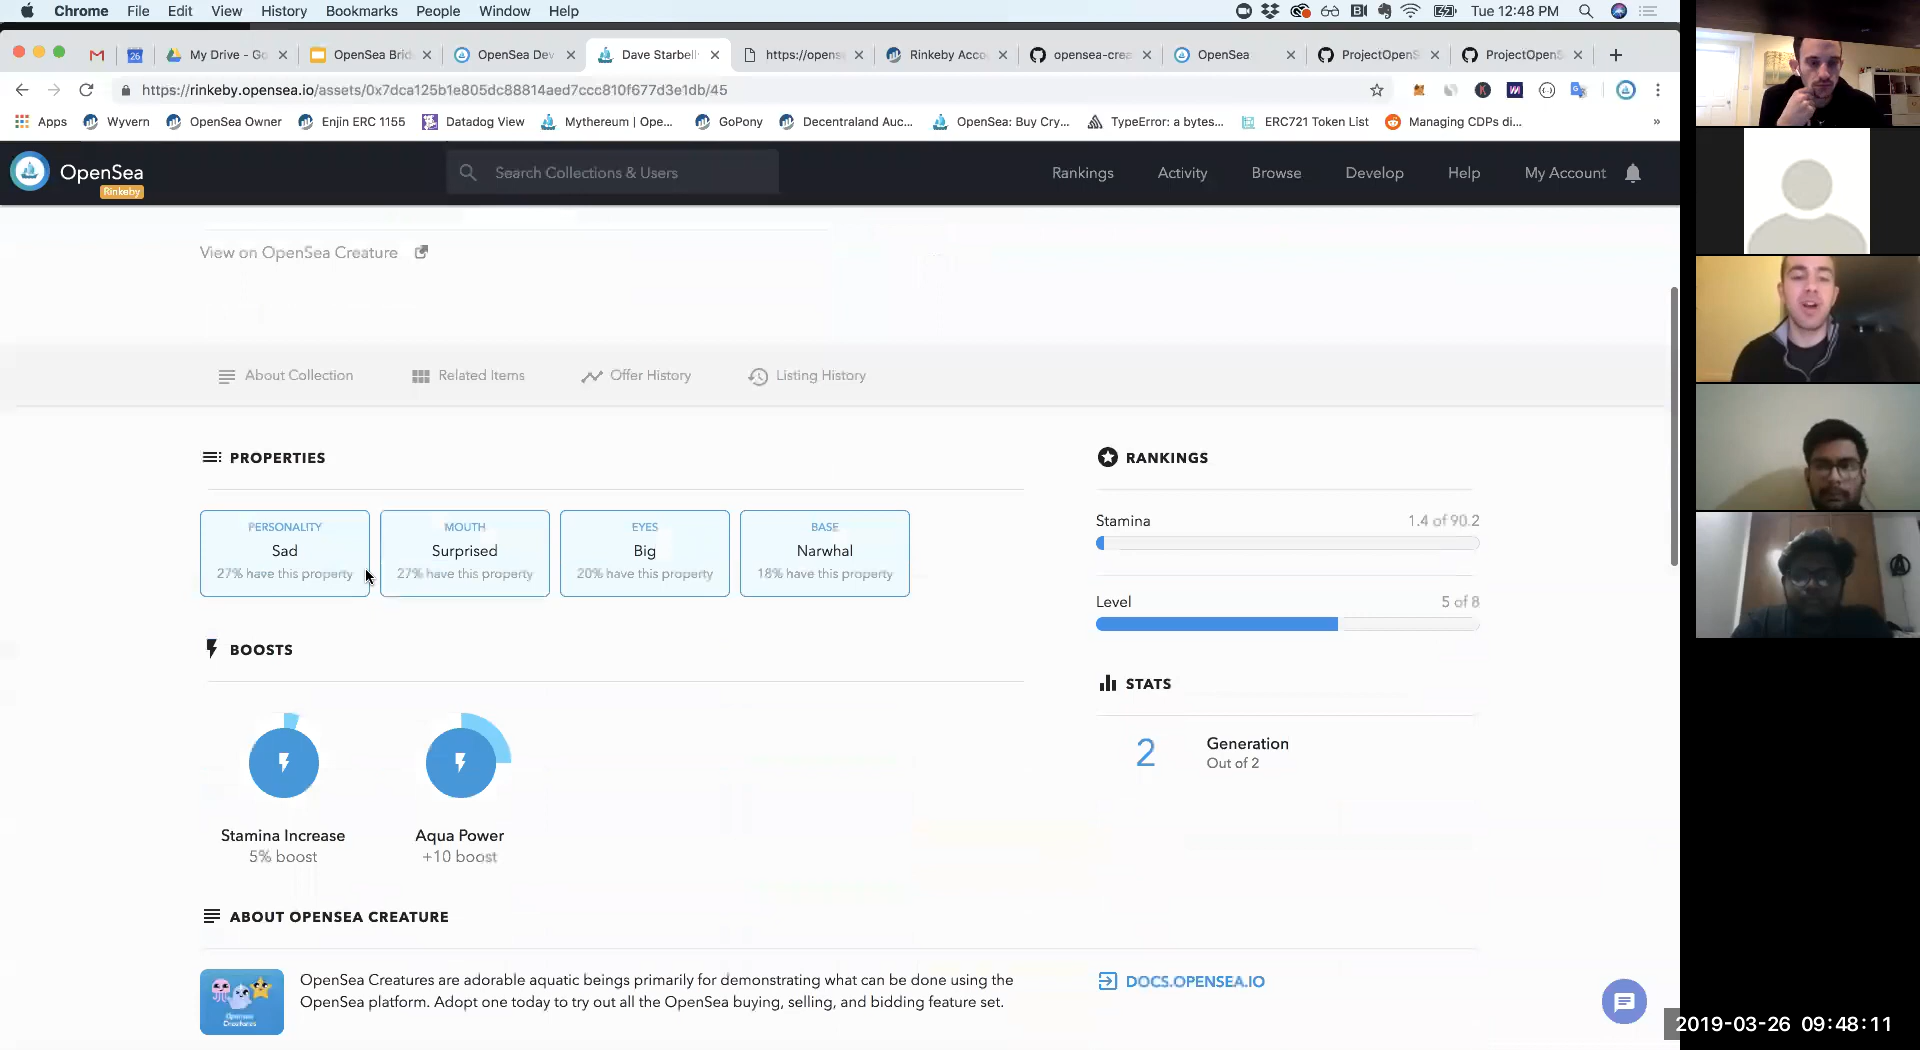 Chrome File Edit View History Bookmarks People Window Help Tue 12:48 PM
26 My Drive - Go OpenSea Brid OpenSea Dev Dave Starbell https://opens Rinkeby Acco opensea-crea OpenSea ProjectOpenS ProjectOpenS
https://rinkeby.opensea.io/assets/0x7dca125b1e805dc88814aed7ccc810f677d3e1db/45
Apps Wyvern OpenSea Owner Enjin ERC 1155 Datadog View Mythereum | Ope... GoPony Decentraland Auc... OpenSea: Buy Cry... TypeError: a bytes... ERC721 Token List Managing CDPs di... »
OpenSea
Rinkeby
Search Collections & Users
Rankings Activity Browse Develop Help My Account
View on OpenSea Creature
About Collection Related Items Offer History Listing History
PROPERTIES
PERSONALITY
Sad
27% have this property
MOUTH
Surprised
27% have this property
EYES
Big
20% have this property
BASE
Narwhal
18% have this property
RANKINGS
Stamina 1.4 of 90.2
Level 5 of 8
BOOSTS
Stamina Increase
5% boost
Aqua Power
+10 boost
STATS
2 Generation
Out of 2
ABOUT OPENSEA CREATURE
OpenSea Creatures
OpenSea Creatures are adorable aquatic beings primarily for demonstrating what can be done using the
OpenSea platform. Adopt one today to try out all the OpenSea buying, selling, and bidding feature set.
DOCS.OPENSEA.IO
2019-03-26 09:48:11